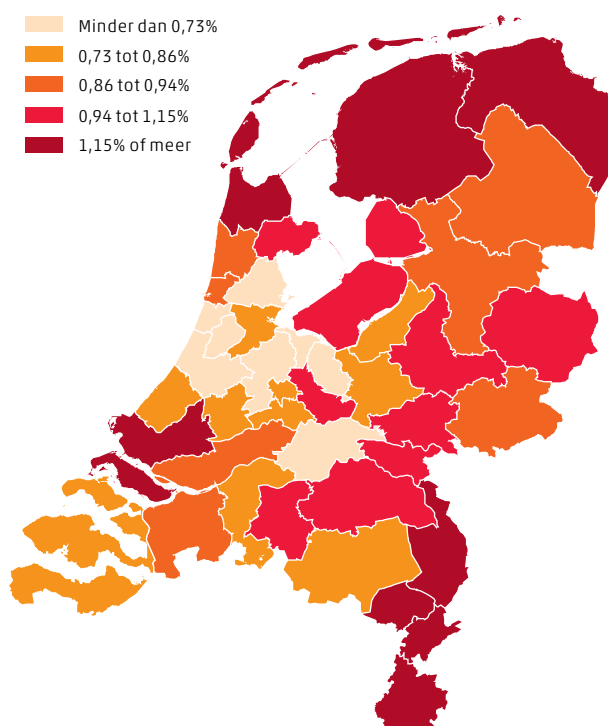 Minder dan 0,73%
0,73 tot 0,86%
0,86 tot 0,94%
0,94 tot 1,15%
1,15% of meer